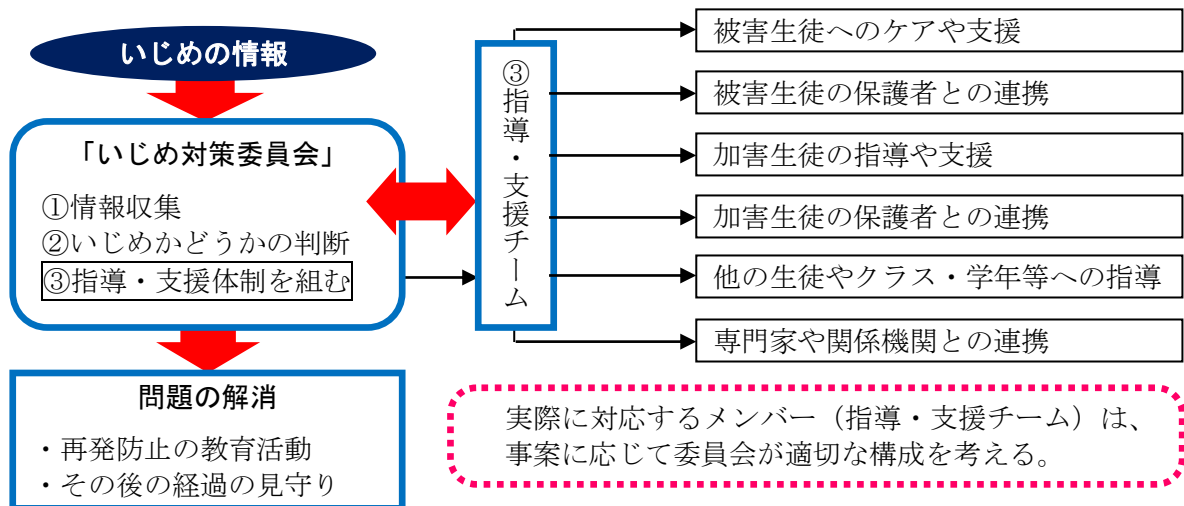 いじめの情報
「いじめ対策委員会」
①情報収集
②いじめかどうかの判断
③指導・支援体制を組む
問題の解消
・再発防止の教育活動
・その後の経過の見守り
③指導・支援チーム
被害生徒へのケアや支援
被害生徒の保護者との連携
加害生徒の指導や支援
加害生徒の保護者との連携
他の生徒やクラス・学年等への指導
専門家や関係機関との連携
実際に対応するメンバー（指導・支援チーム）は、
事案に応じて委員会が適切な構成を考える。